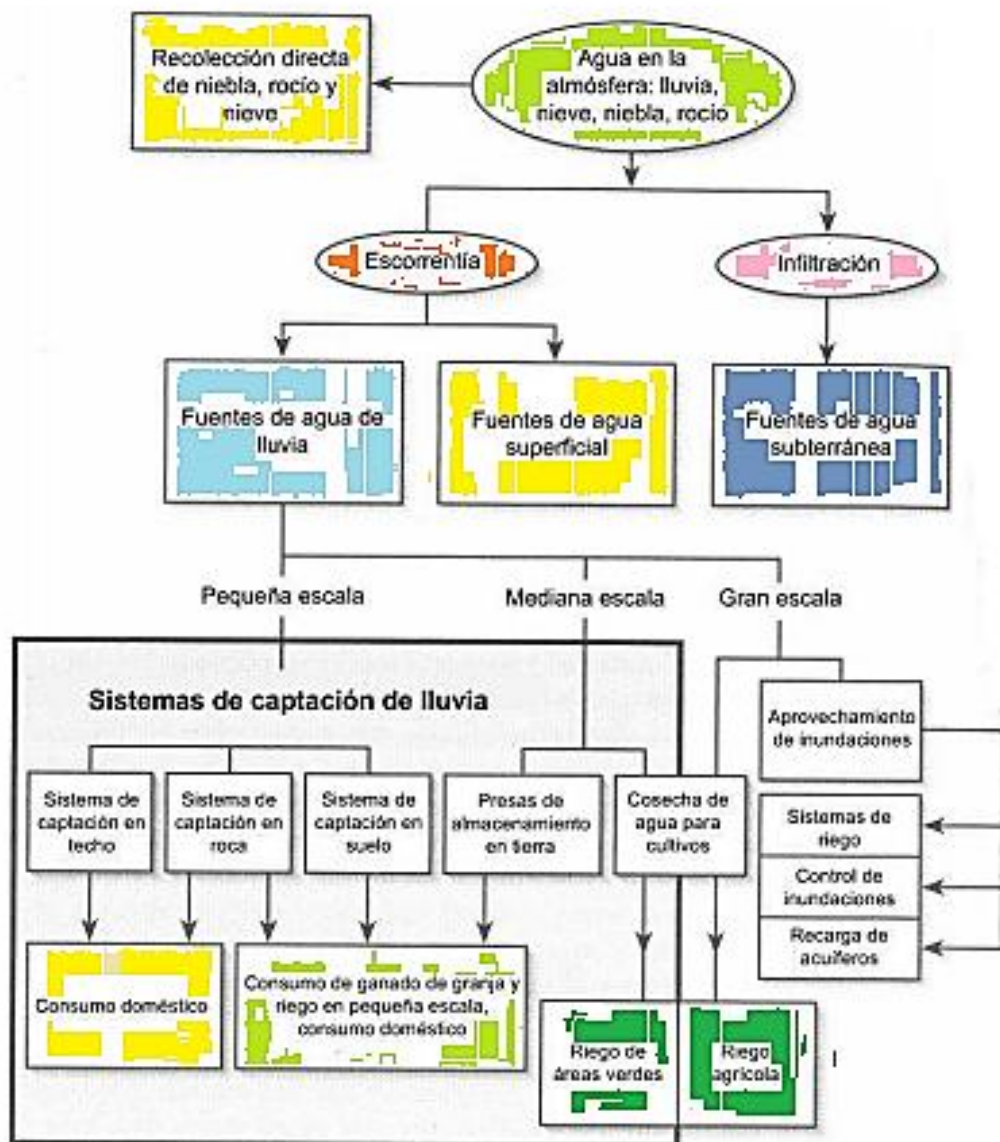 Recolección directa
de niebla, rocío y
nieve
Agua en la
atmósfera: lluvia,
nieve, niebla, rocío
Escorrentía
Infiltración
Fuentes de agua de
lluvia
Fuentes de agua
superficial
Fuentes de agua
subterránea
Pequeña escala
Mediana escala
Gran escala
Sistemas de captación de lluvia
Aprovechamiento
de inundaciones
Sistema de
captación en
techo
Sistema de
captación en
roca
Sistema de
captación en
suelo
Presas de
almacenamiento
en tierra
Cosecha de
agua para
cultivos
Sistemas de
riego
Control de
inundaciones
Recarga de
acuíferos
Consumo doméstico
Consumo de ganado de granja y
riego en pequeña escala,
consumo doméstico
Riego de
áreas verdes
Riego
agrícola